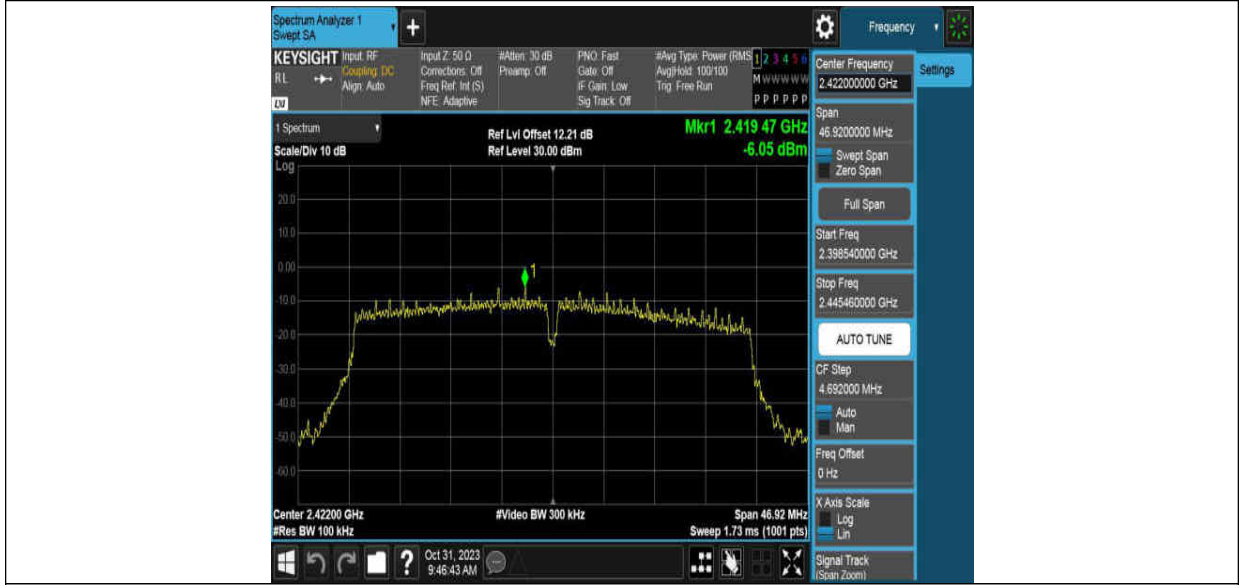 Spectrum Analyzer 1
Swept SA
Frequency
KEYSIGHT
RL
LXI
Input: RF
Coupling: DC
Align: Auto
Input Z: 50 Ω
Corrections: Off
Freq Ref: Int (S)
NFE: Adaptive
#Atten: 30 dB
Preamp: Off
PNO: Fast
Gate: Off
IF Gain: Low
Sig Track: Off
#Avg Type: Power (RMS
Avg|Hold: 100/100
Trig: Free Run
1 2 3 4 5 6
M W W W W W
P P P P P P
1 Spectrum
Scale/Div 10 dB
Ref Lvl Offset 12.21 dB
Ref Level 30.00 dBm
Mkr1 2.419 47 GHz
-6.05 dBm
Log
20.0
10.0
0.00
-10.0
-20.0
-30.0
-40.0
-50.0
-60.0
1
Center 2.42200 GHz
#Res BW 100 kHz
#Video BW 300 kHz
Span 46.92 MHz
Sweep 1.73 ms (1001 pts)
Oct 31, 2023
9:46:43 AM
?
Center Frequency
2.422000000 GHz
Settings
Span
46.9200000 MHz
Swept Span
Zero Span
Full Span
Start Freq
2.398540000 GHz
Stop Freq
2.445460000 GHz
AUTO TUNE
CF Step
4.692000 MHz
Auto
Man
Freq Offset
0 Hz
X Axis Scale
Log
Lin
Signal Track
(Span Zoom)